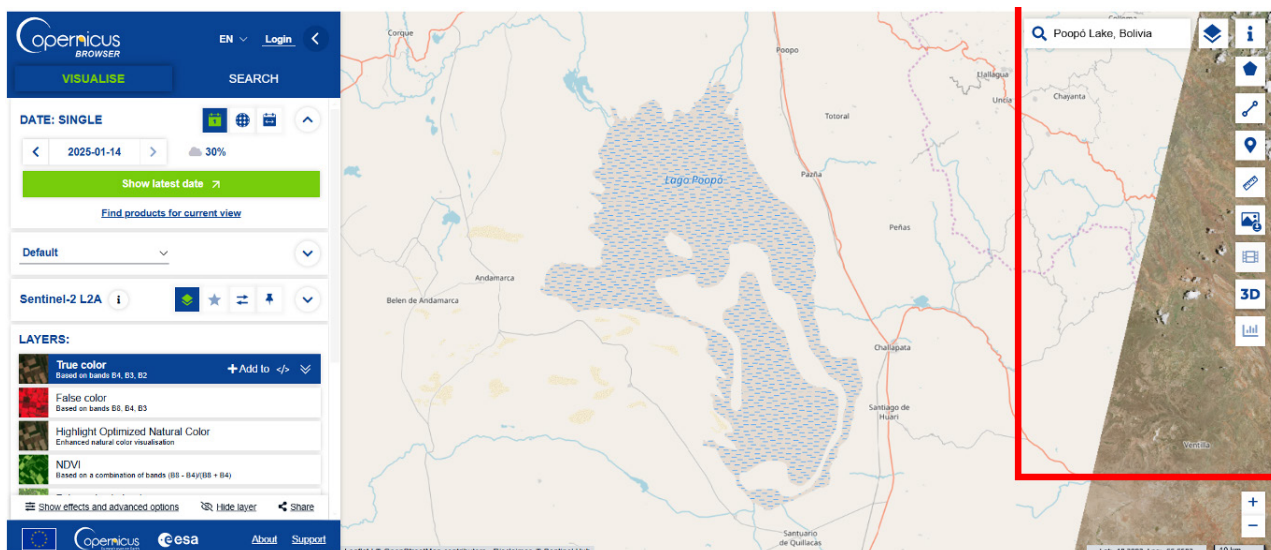 Copernicus
BROWSER
EN
Login
VISUALISE
SEARCH
DATE: SINGLE
1
2025-01-14
30%
Show latest date
Find products for current view
Default
Sentinel-2 L2A
i
LAYERS:
True color
Based on bands B4, B3, B2
+ Add to </>
False color
Based on bands B8, B4, B3
Highlight Optimized Natural Color
Enhanced natural color visualisation
NDVI
Based on a combination of bands (B8 - B4)/(B8 + B4)
Show effects and advanced options
Hide layer
Share
Copernicus
esa
About
Support
Corque
Poopo
Llallagua
Uncía
Totoral
Lago Poopó
Pazña
Peñas
Andamarca
Belen de Andamarca
Challapata
Santiago de
Huari
Santuario
de Quillacas
Poopó Lake, Bolivia
i
Chayanta
3D
Ventilla
+
−
10 km